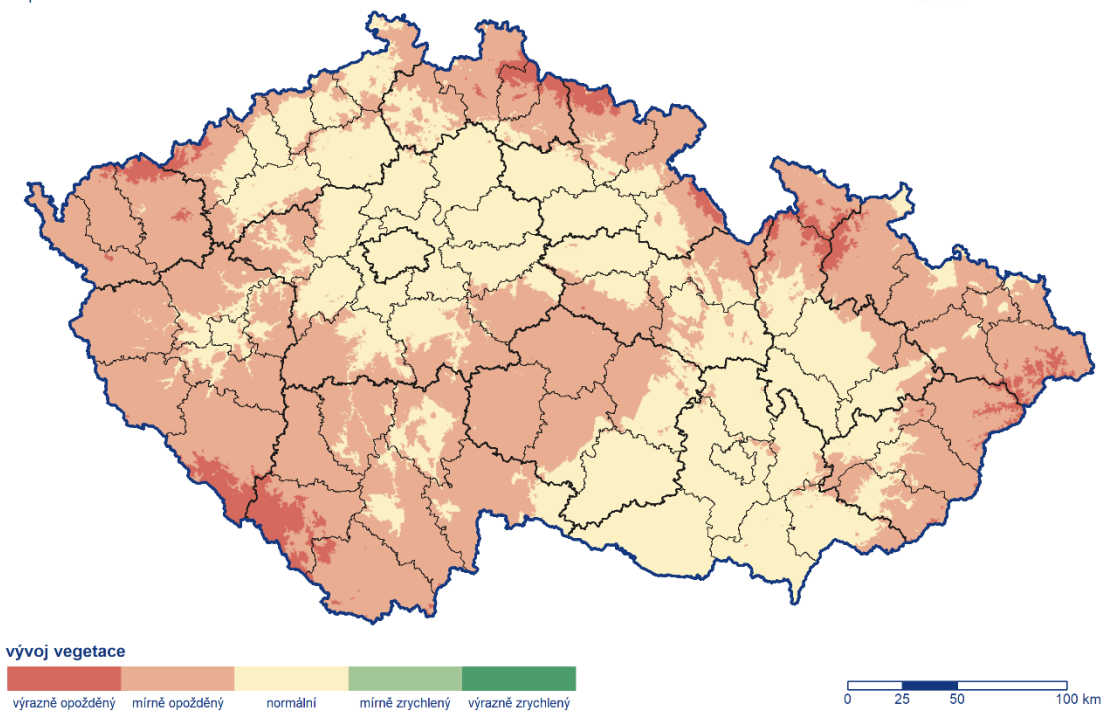 vývoj vegetace
výrazně opožděný mírně opožděný normální mírně zrychlený výrazně zrychlený
0 25 50 100 km